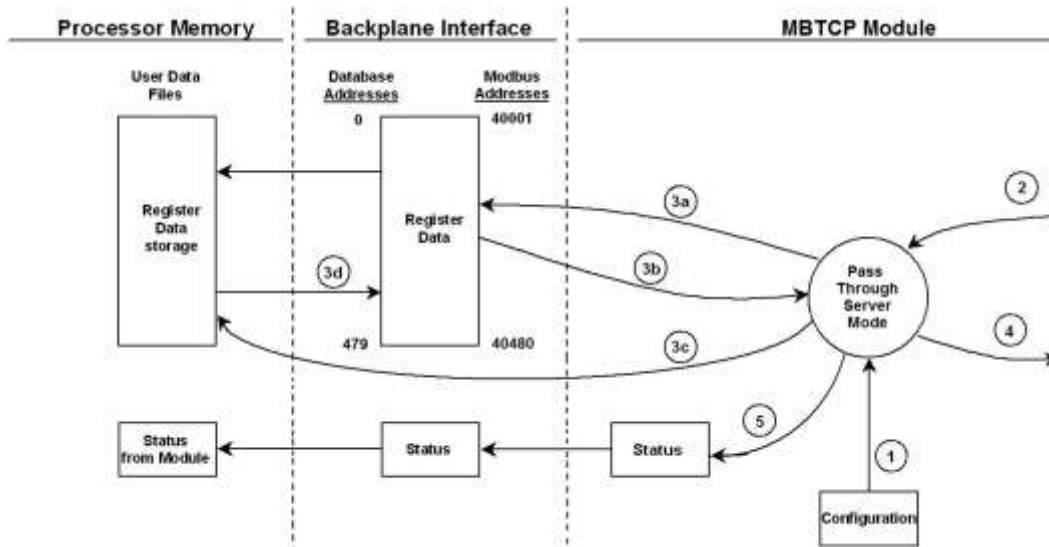 Processor Memory
Backplane Interface
MBTCP Module
User Data
Files
Database
Addresses
Modbus
Addresses
0
40001
3a
2
Register
Data
storage
Register
Data
3d
3b
Pass
Through
Server
Mode
479
40480
3c
4
5
Status
from Module
Status
Status
1
Configuration